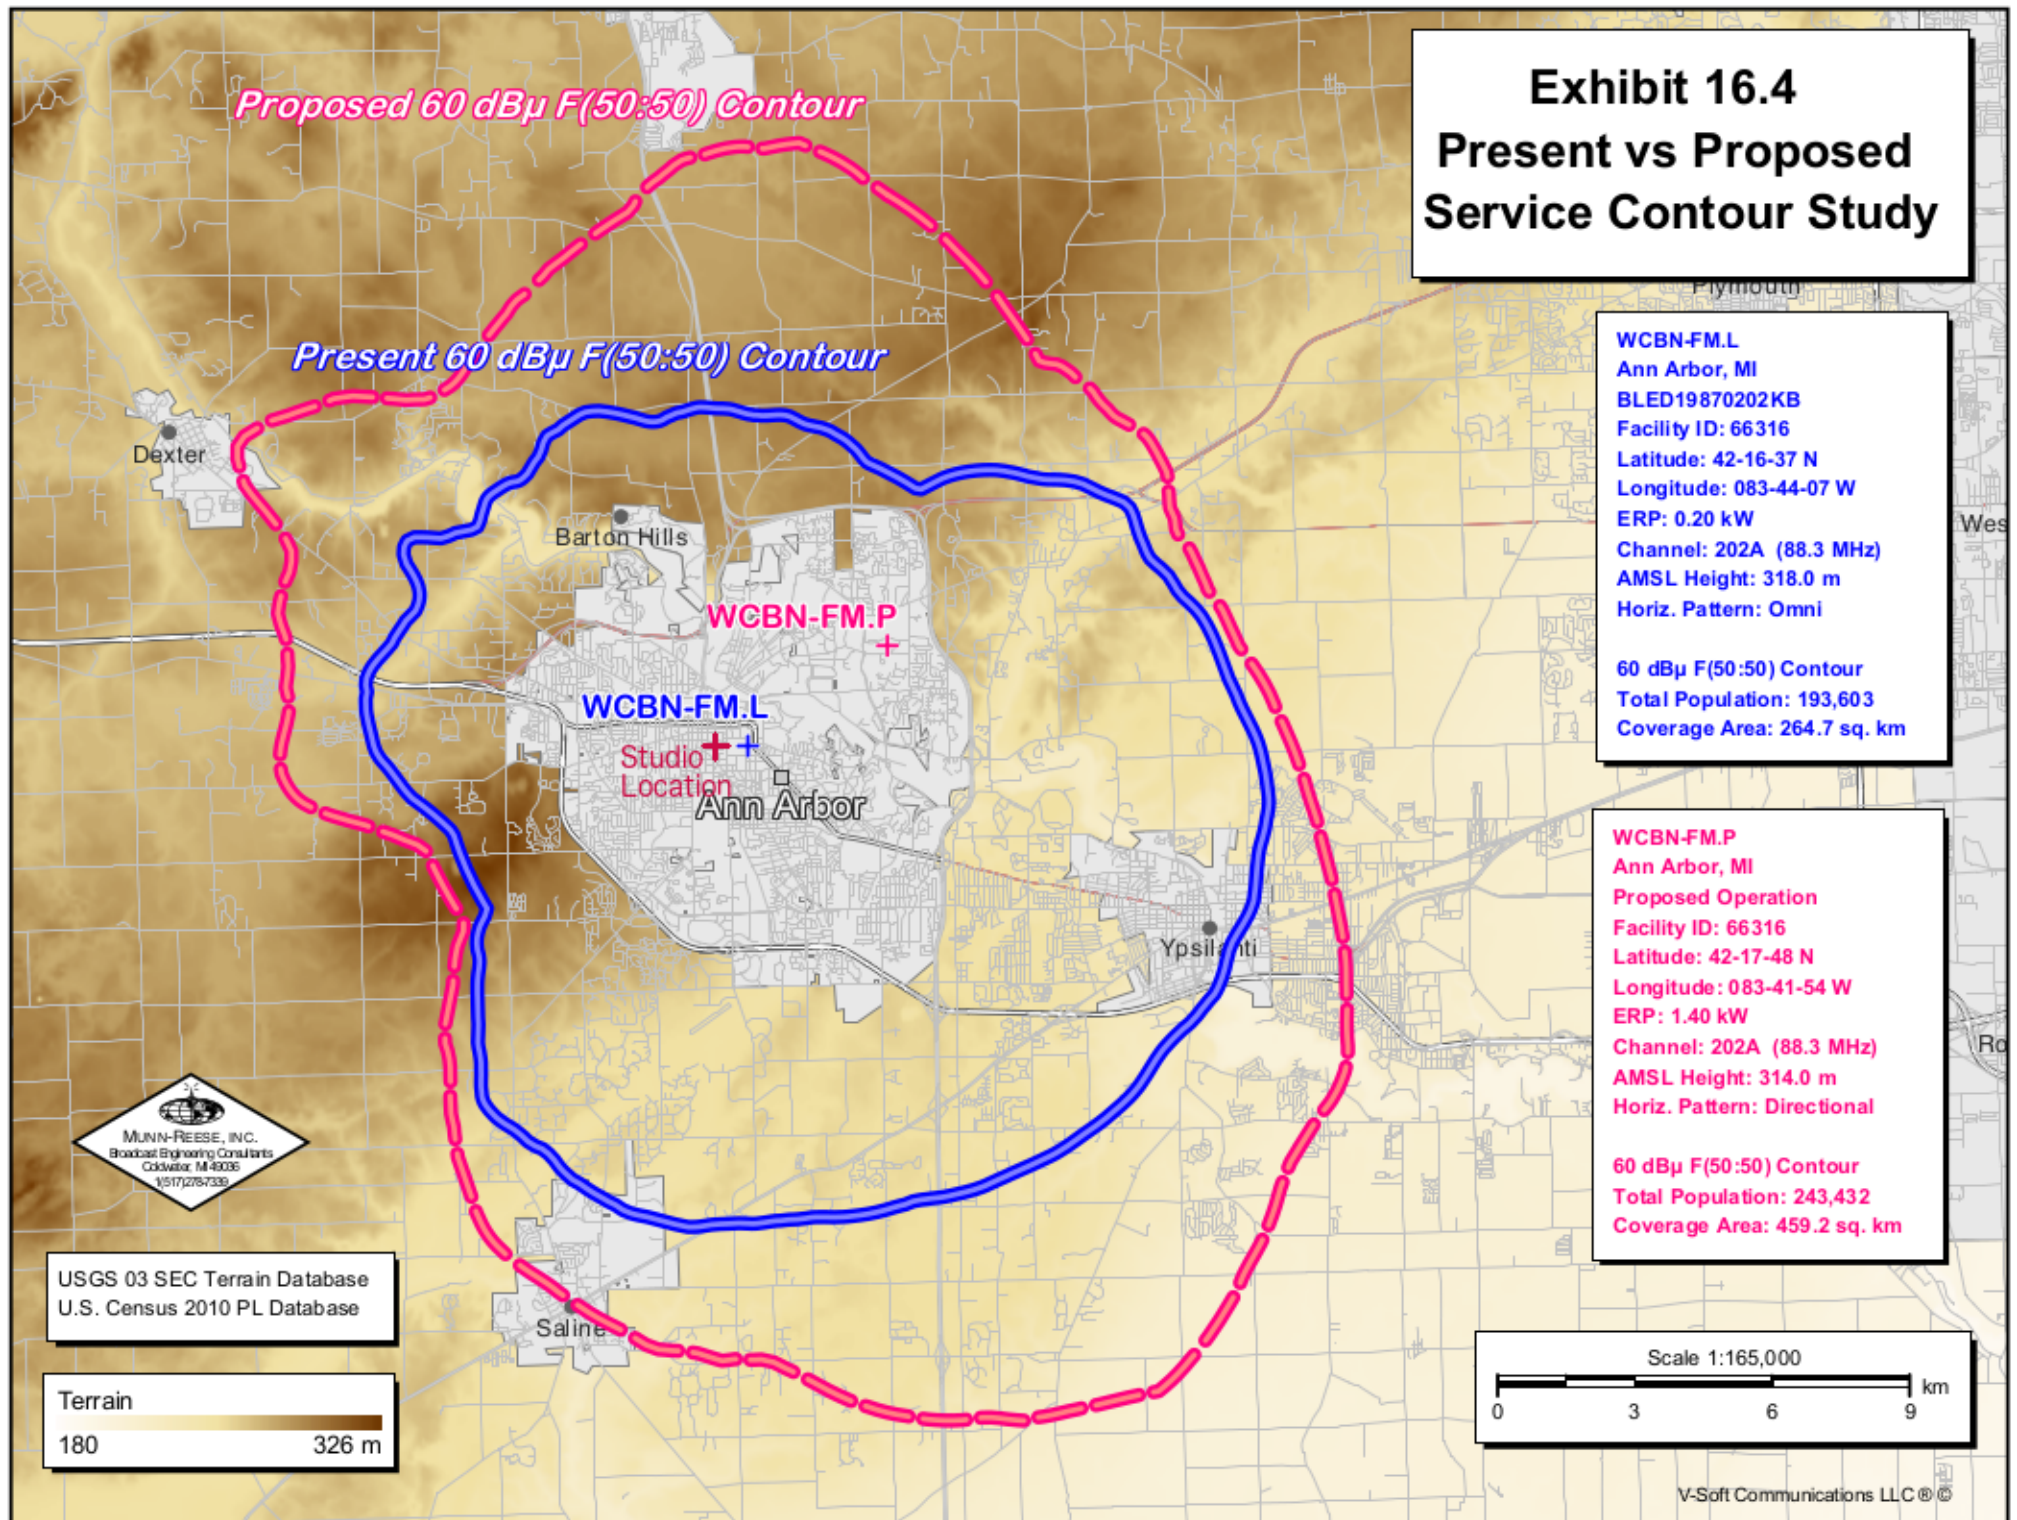 Exhibit 16.4
Present vs Proposed
Service Contour Study
Proposed 60 dBµ F(50:50) Contour
Plymouth
Present 60 dBµ F(50:50) Contour
WCBN-FM.L
Ann Arbor, MI
BLED19870202KB
Facility ID: 66316
Latitude: 42-16-37 N
Longitude: 083-44-07 W
ERP: 0.20 kW
Channel: 202A (88.3 MHz)
AMSL Height: 318.0 m
Horiz. Pattern: Omni
60 dBµ F(50:50) Contour
Total Population: 193,603
Coverage Area: 264.7 sq. km
Dexter
Barton Hills
Wes
WCBN-FM.P
WCBN-FM.L
Studio
Location
Ann Arbor
Ypsilanti
WCBN-FM.P
Ann Arbor, MI
Proposed Operation
Facility ID: 66316
Latitude: 42-17-48 N
Longitude: 083-41-54 W
ERP: 1.40 kW
Channel: 202A (88.3 MHz)
AMSL Height: 314.0 m
Horiz. Pattern: Directional
60 dBµ F(50:50) Contour
Total Population: 243,432
Coverage Area: 459.2 sq. km
Ro
MUNN-REESE, INC.
Broadcast Engineering Consultants
Coldwater, MI 49036
1(517)278-7339
USGS 03 SEC Terrain Database
U.S. Census 2010 PL Database
Saline
Terrain
180 326 m
Scale 1:165,000
km
0 3 6 9
V-Soft Communications LLC ® ©